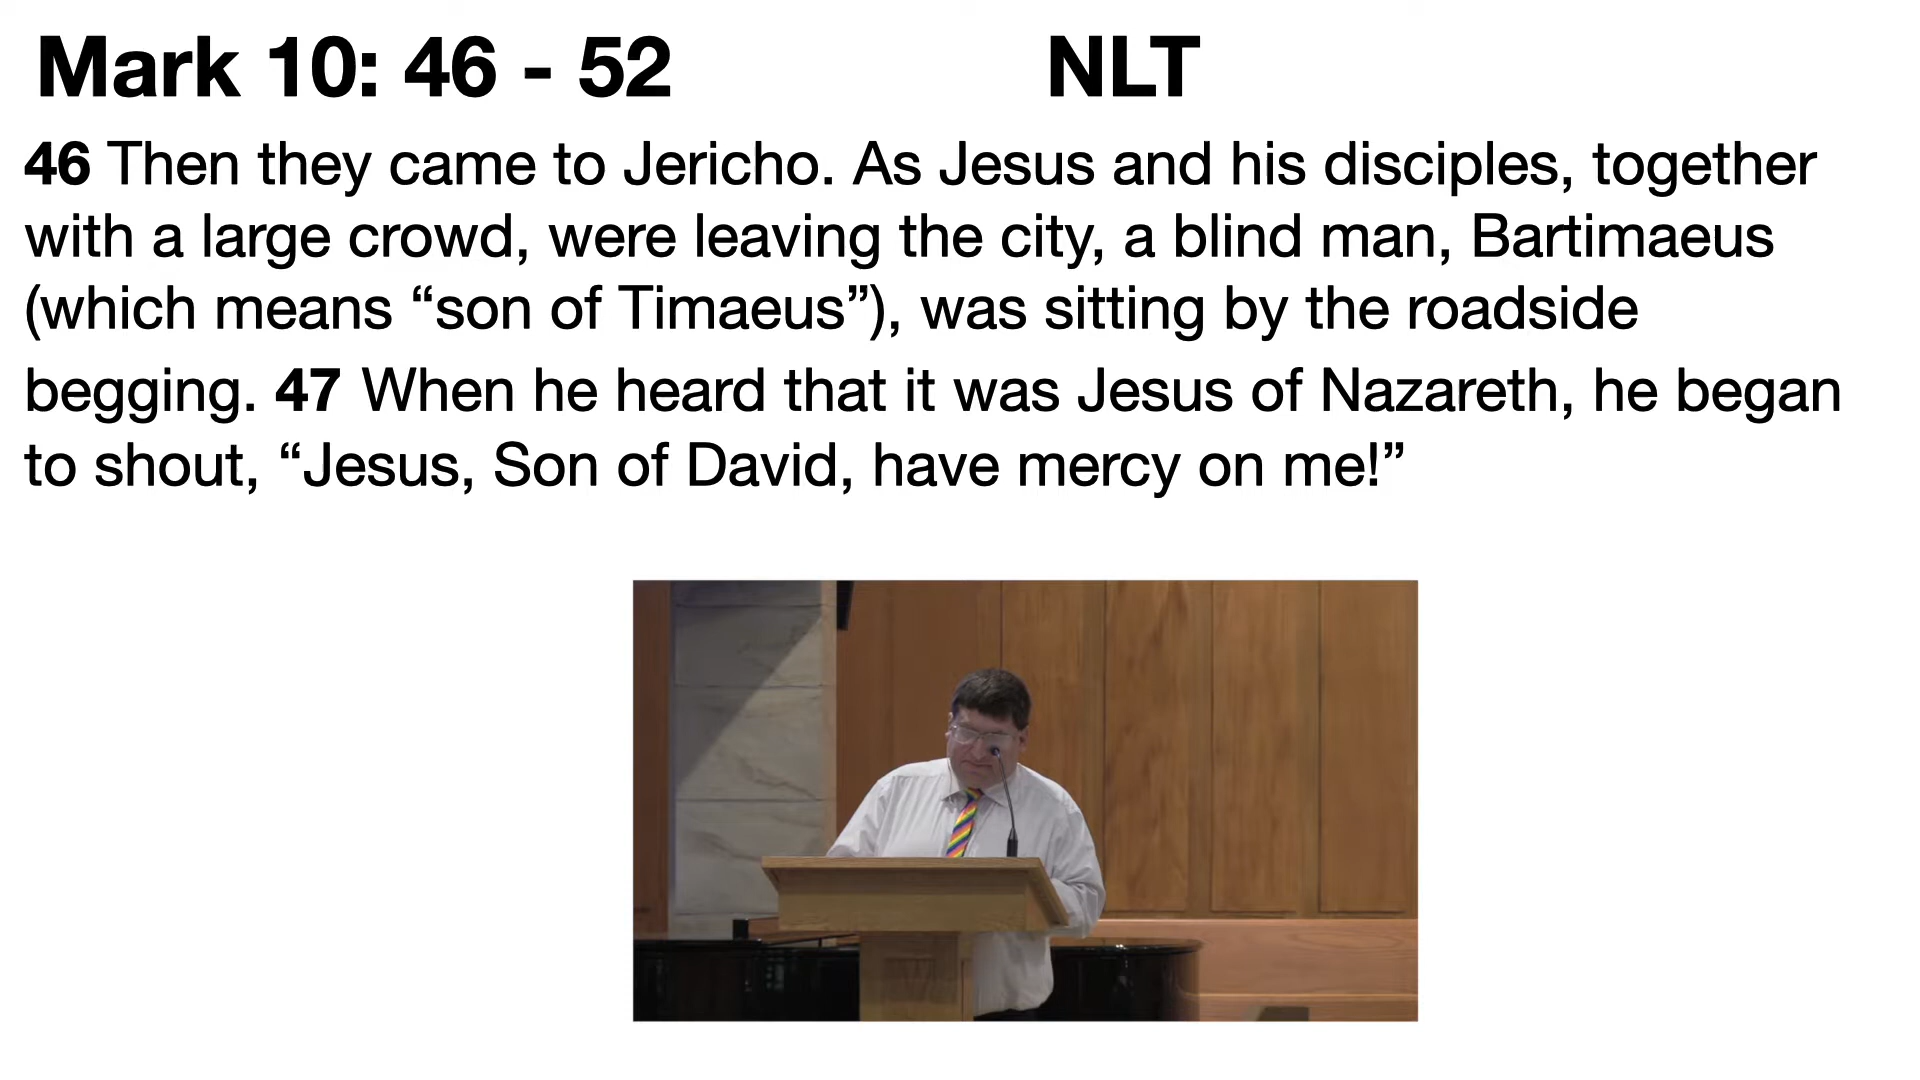 Mark 10: 46 - 52 NLT
46 Then they came to Jericho. As Jesus and his disciples, together
with a large crowd, were leaving the city, a blind man, Bartimaeus
(which means “son of Timaeus”), was sitting by the roadside
begging. 47 When he heard that it was Jesus of Nazareth, he began
to shout, “Jesus, Son of David, have mercy on me!”